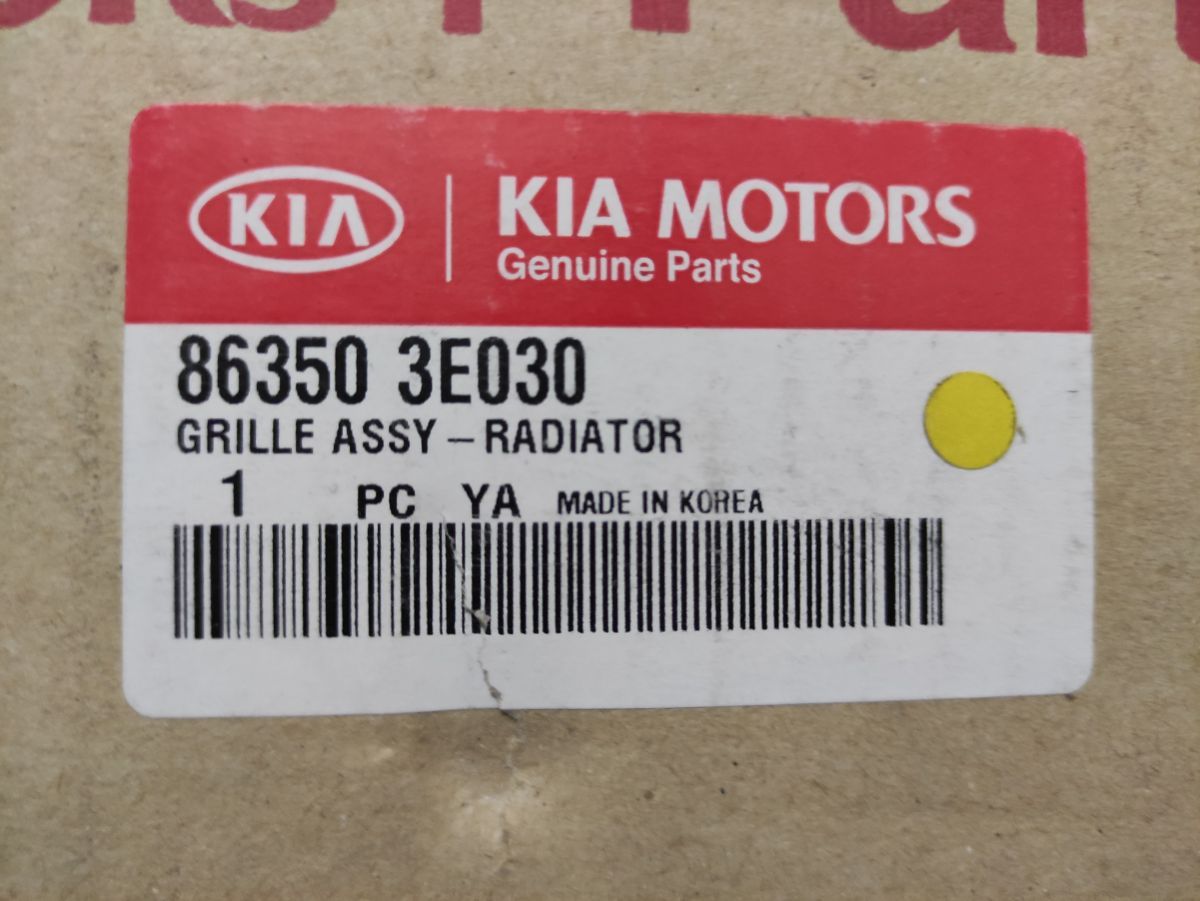 KIA
KIA MOTORS
Genuine Parts
86350 3E030
GRILLE ASSY – RADIATOR
1 PC YA MADE IN KOREA